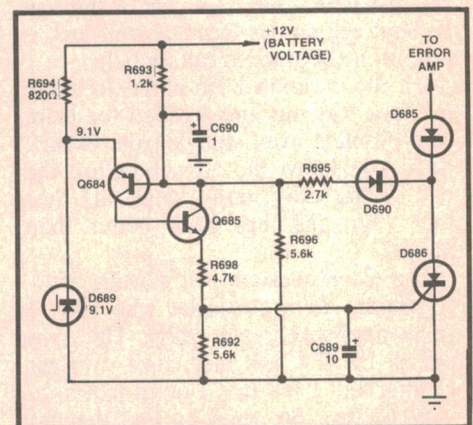 +12V
(BATTERY
VOLTAGE)
TO
ERROR
AMP
R694
820Ω
R693
1.2k
C690
1
D685
9.1V
Q684
R695
2.7k
D690
Q685
R696
5.6k
D686
R698
4.7k
D689
9.1V
R692
5.6k
C689
10